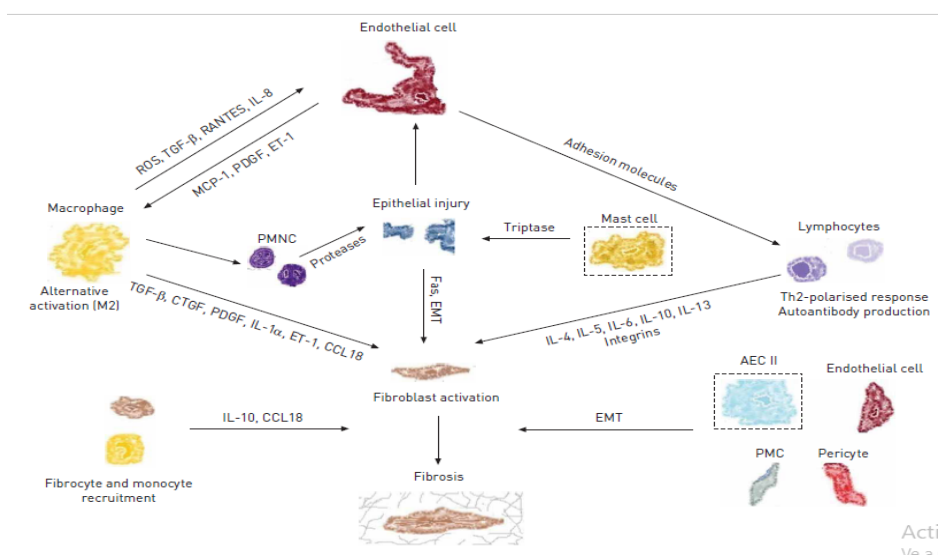 Endothelial cell
ROS, TGF-β, RANTES, IL-8
MCP-1, PDGF, ET-1
Adhesion molecules
Macrophage
Epithelial injury
Mast cell
Lymphocytes
PMNC
Proteases
Triptase
Alternative
activation (M2)
Th2-polarised response
Autoantibody production
TGF-β, CTGF, PDGF, IL-1α, ET-1, CCL18
Fas, EMT
IL-4, IL-5, IL-6, IL-10, IL-13
Integrins
AEC II
Endothelial cell
Fibroblast activation
IL-10, CCL18
EMT
PMC
Pericyte
Fibrocyte and monocyte
recruitment
Fibrosis
Acti
Ve a